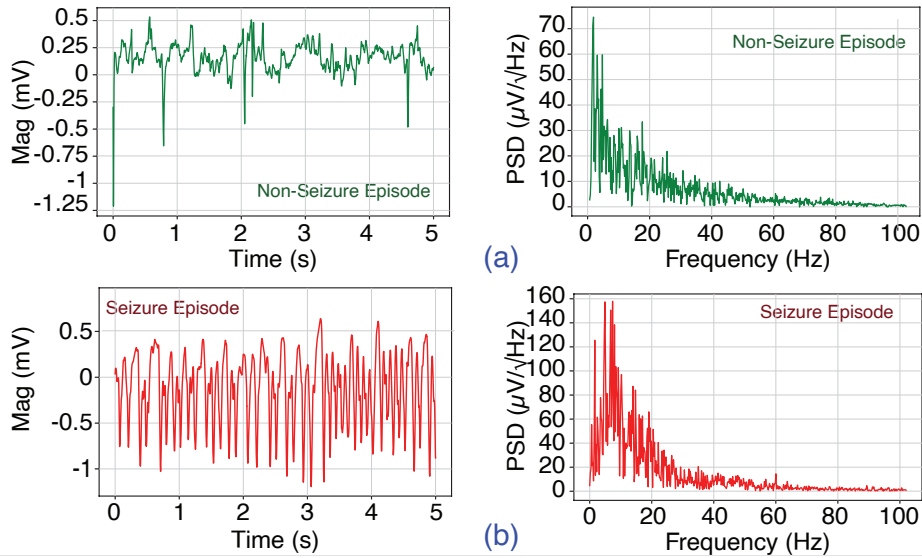 0.5
0.25
0
-0.25
-0.5
-0.75
-1
-1.25
Mag (mV)
Non-Seizure Episode
0 1 2 3 4 5
Time (s)
70
60
50
40
30
20
10
0
PSD (µV/√Hz)
Non-Seizure Episode
0 20 40 60 80 100
Frequency (Hz)
(a)
Seizure Episode
0.5
0
-0.5
-1
Mag (mV)
0 1 2 3 4 5
Time (s)
160
140
120
100
80
60
40
20
0
PSD (µV/√Hz)
Seizure Episode
0 20 40 60 80 100
Frequency (Hz)
(b)